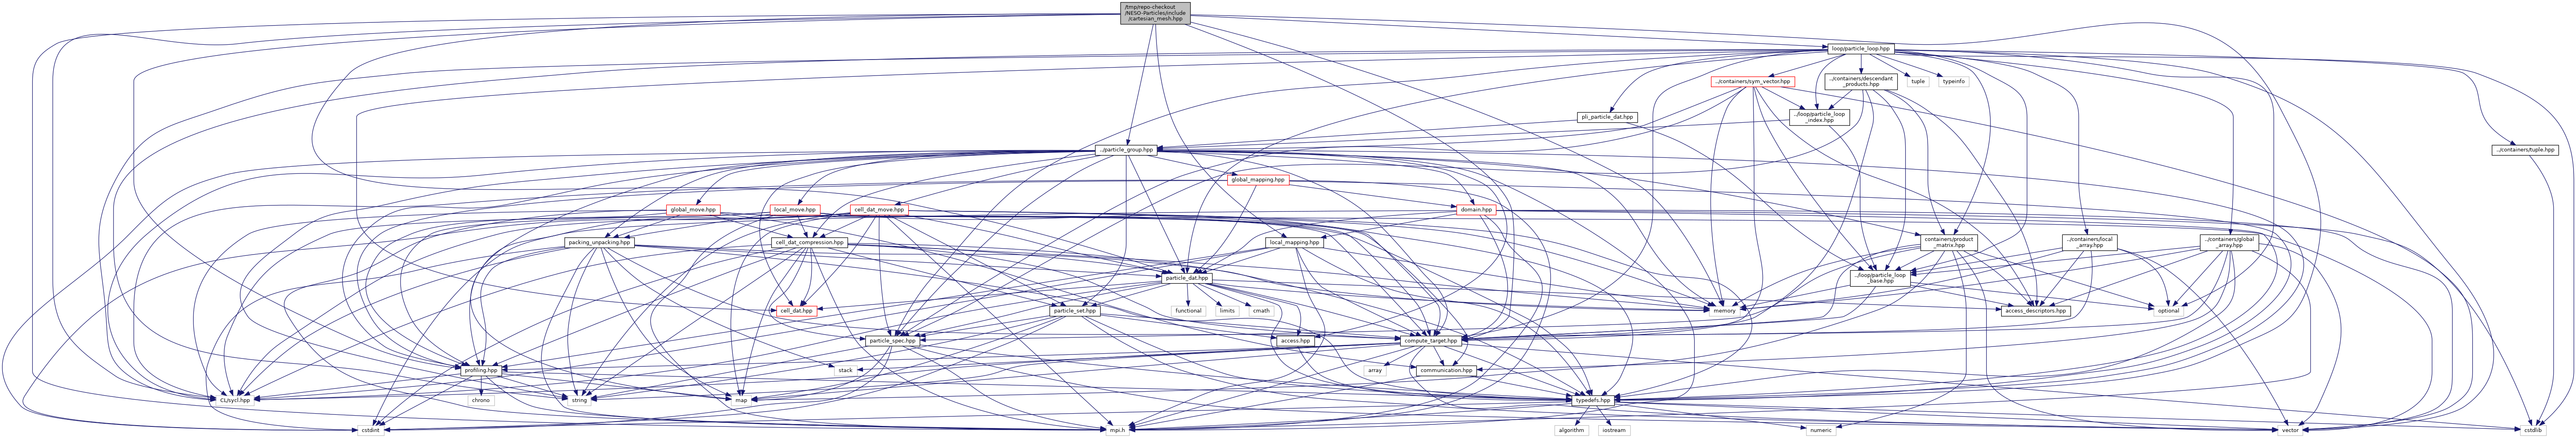 /tmp/repo-checkout
/NESO-Particles/include
/cartesian_mesh.hpp
loop/particle_loop.hpp
../containers/sym_vector.hpp
../containers/descendant
_products.hpp
tuple
typeinfo
pli_particle_dat.hpp
../loop/particle_loop
_index.hpp
../particle_group.hpp
../containers/tuple.hpp
global_mapping.hpp
global_move.hpp
local_move.hpp
cell_dat_move.hpp
domain.hpp
packing_unpacking.hpp
cell_dat_compression.hpp
local_mapping.hpp
containers/product
_matrix.hpp
../containers/local
_array.hpp
../containers/global
_array.hpp
particle_dat.hpp
../loop/particle_loop
_base.hpp
cell_dat.hpp
particle_set.hpp
functional
limits
cmath
memory
access_descriptors.hpp
optional
particle_spec.hpp
access.hpp
compute_target.hpp
profiling.hpp
stack
array
communication.hpp
CL/sycl.hpp
chrono
string
map
typedefs.hpp
cstdint
mpi.h
algorithm
iostream
numeric
vector
cstdlib